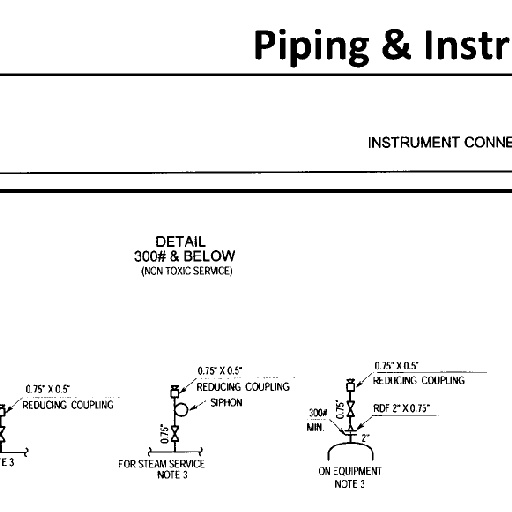 Piping & Instr
INSTRUMENT CONNE
DETAIL
300# & BELOW
(NON TOXIC SERVICE)
0.75" X 0.5"
REDUCING COUPLING
TE 3
0.75" X 0.5"
REDUCING COUPLING
SIPHON
0.75"
FOR STEAM SERVICE
NOTE 3
0.75" X 0.5"
REDUCING COUPLING
0.75"
RDF 2" X 0.75"
300#
MIN.
2"
ON EQUIPMENT
NOTE 3